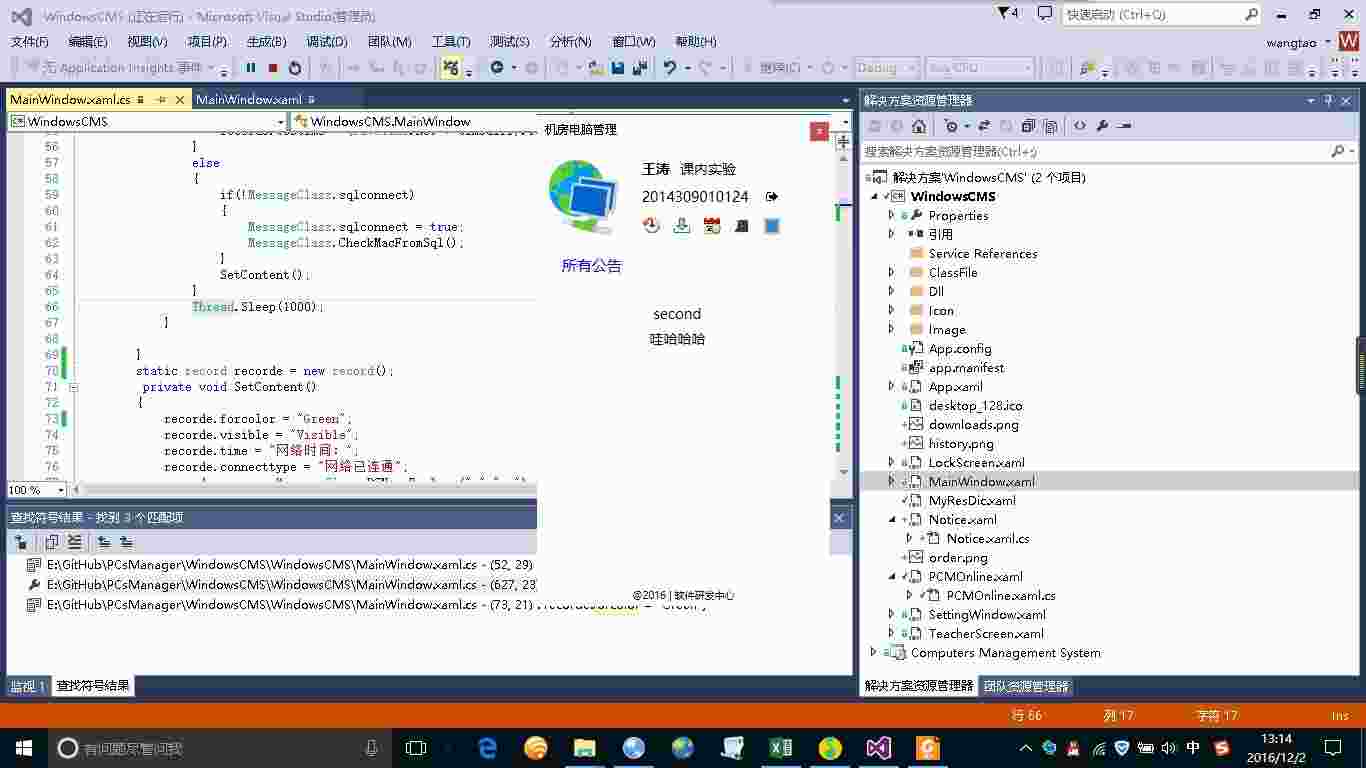 WindowsCMS (正在运行) - Microsoft Visual Studio(管理员)
4
快速启动 (Ctrl+Q)
文件(F) 编辑(E) 视图(V) 项目(P) 生成(B) 调试(D) 团队(M) 工具(T) 测试(S) 分析(N) 窗口(W) 帮助(H)
wangtao W
无 Application Insights 事件 继续(C) Debug Any CPU
MainWindow.xaml.cs MainWindow.xaml
WindowsCMS WindowsCMS.MainWindow
56 }
57 else
58 {
59 if(!MessageClass.sqlconnect)
60 {
61 MessageClass.sqlconnect = true;
62 MessageClass.CheckMacFromSql();
63 }
64 SetContent();
65 }
66 Thread.Sleep(1000);
67 }
68
69 }
70 static record recorde = new record();
71 private void SetContent()
72 {
73 recorde.forcolor = "Green";
74 recorde.visible = "Visible";
75 recorde.time = "网络时间: ";
76 recorde.connecttype = "网络已连通";
100 %
机房电脑管理
王涛 课内实验
2014309010124
所有公告
second
哇哈哈哈
@2016 | 软件研发中心
查找符号结果 - 找到 3 个匹配项
E:\GitHub\PCsManager\WindowsCMS\WindowsCMS\MainWindow.xaml.cs - (52, 29)
E:\GitHub\PCsManager\WindowsCMS\WindowsCMS\MainWindow.xaml.cs - (627, 23)
E:\GitHub\PCsManager\WindowsCMS\WindowsCMS\MainWindow.xaml.cs - (73, 21)
监视 1 查找符号结果
解决方案资源管理器
搜索解决方案资源管理器(Ctrl+;)
解决方案'WindowsCMS' (2 个项目)
WindowsCMS
Properties
引用
Service References
ClassFile
Dll
Icon
Image
App.config
app.manifest
App.xaml
desktop_128.ico
downloads.png
history.png
LockScreen.xaml
MainWindow.xaml
MyResDic.xaml
Notice.xaml
Notice.xaml.cs
order.png
PCMOnline.xaml
PCMOnline.xaml.cs
SettingWindow.xaml
TeacherScreen.xaml
Computers Management System
解决方案资源管理器 团队资源管理器
行 66 列 17 字符 17 Ins
有问题尽管问我
中
13:14
2016/12/2